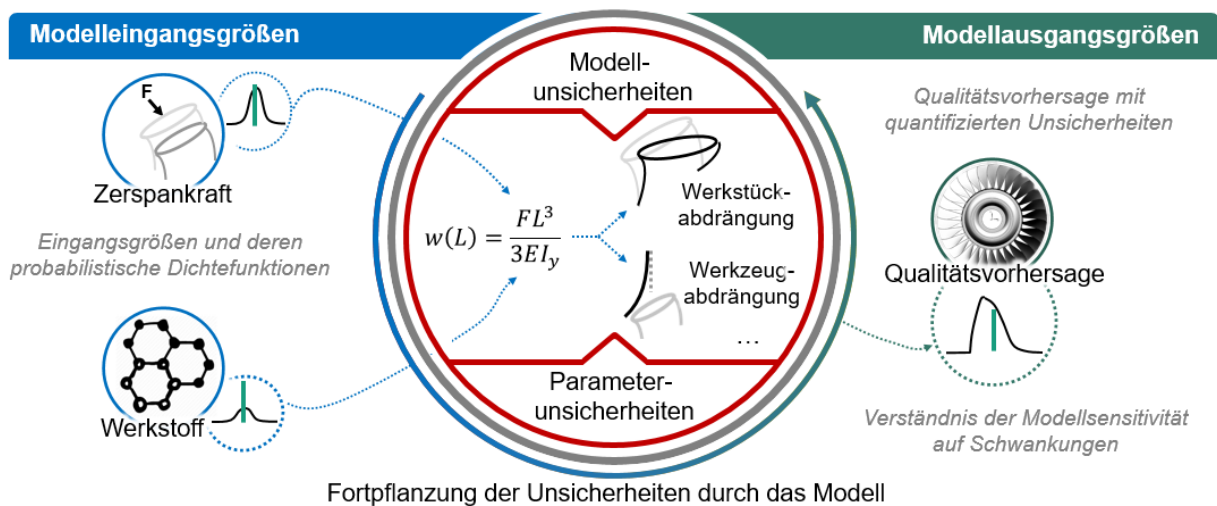 Modelleingangsgrößen
Modellausgangsgrößen
Modell-
unsicherheiten
F
Zerspankraft
Eingangsgrößen und deren
probabilistische Dichtefunktionen
Werkstoff
w(L) = FL³ / 3EI_y
Werkstück-
abdrängung
Werkzeug-
abdrängung
...
Parameter-
unsicherheiten
Qualitätsvorhersage mit
quantifizierten Unsicherheiten
Qualitätsvorhersage
Verständnis der Modellsensitivität
auf Schwankungen
Fortpflanzung der Unsicherheiten durch das Modell